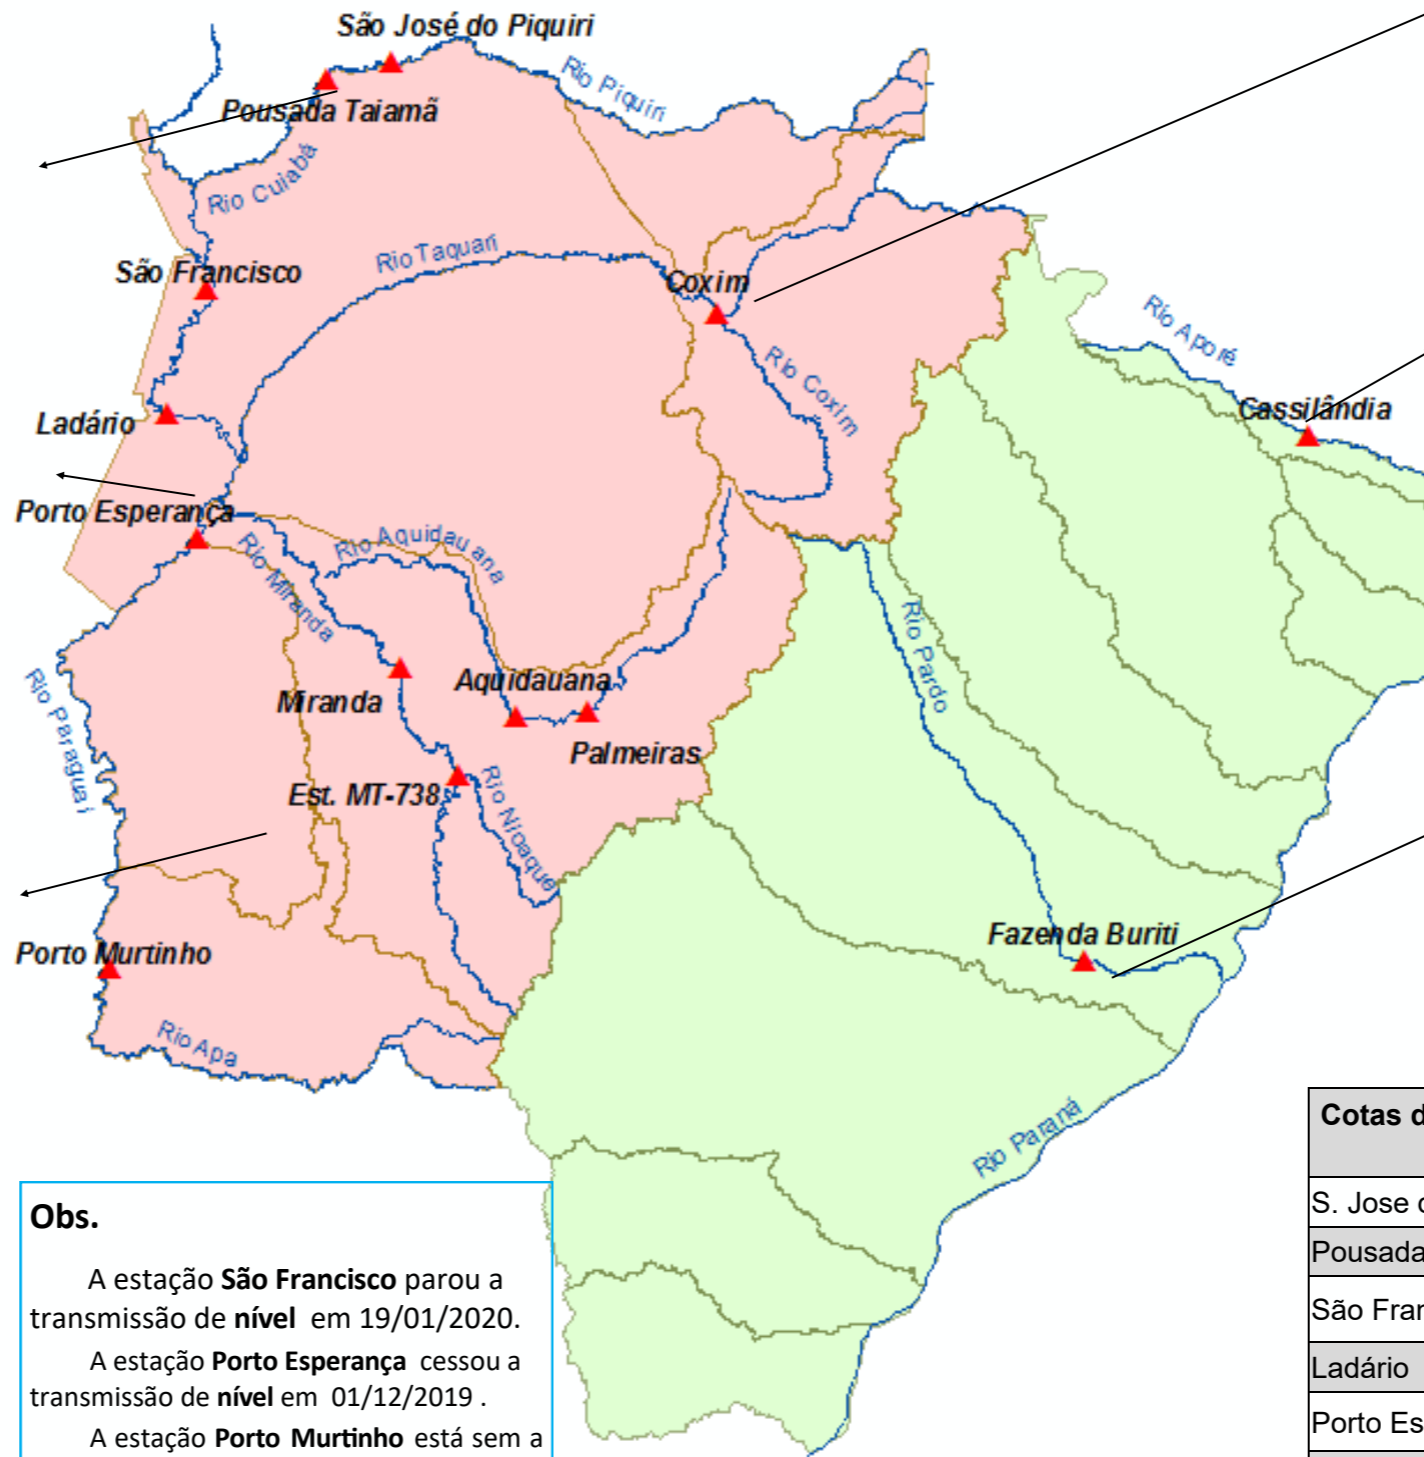 São José do Piquiri
Rio Piquiri
Pousada Taiamã
Rio Cuiabá
Rio Taquari
São Francisco
Coxim
Rio Aporé
Rio Coxim
Cassilândia
Ladário
Porto Esperança
Rio Aquidauana
Rio Miranda
Rio Pardo
Rio Paraguai
Miranda
Aquidauana
Palmeiras
Est. MT-738
Rio Nioaque
Fazenda Buriti
Porto Murtinho
Rio Apa
Rio Paraná
Obs.
A estação São Francisco parou a
transmissão de nível em 19/01/2020.
A estação Porto Esperança cessou a
transmissão de nível em 01/12/2019 .
A estação Porto Murtinho está sem a
Cotas d
S. Jose
Pousada
São Fran
Ladário
Porto Es